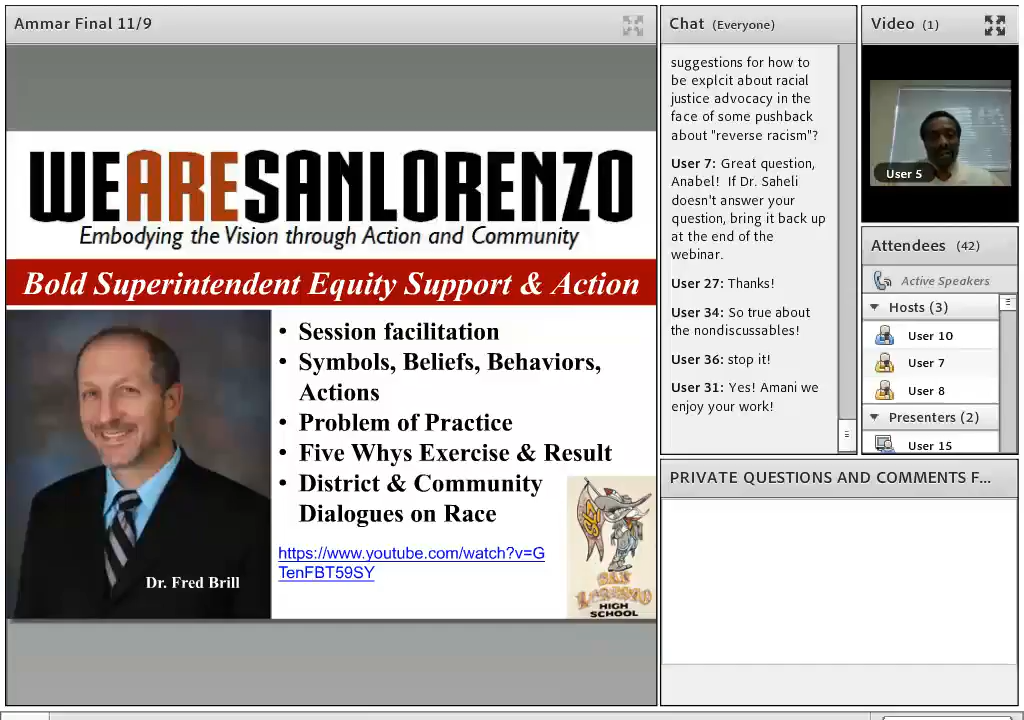 Ammar Final 11/9
WEARESANLORENZO
Embodying the Vision through Action and Community
Bold Superintendent Equity Support & Action
• Session facilitation
• Symbols, Beliefs, Behaviors,
Actions
• Problem of Practice
• Five Whys Exercise & Result
• District & Community
Dialogues on Race
https://www.youtube.com/watch?v=G
TenFBT59SY
Dr. Fred Brill
SLZ
SAN
LORENZO
HIGH
SCHOOL
Chat (Everyone)
suggestions for how to
be explcit about racial
justice advocacy in the
face of some pushback
about "reverse racism"?
User 7: Great question,
Anabel! If Dr. Saheli
doesn't answer your
question, bring it back up
at the end of the
webinar.
User 27: Thanks!
User 34: So true about
the nondiscussables!
User 36: stop it!
User 31: Yes! Amani we
enjoy your work!
Video (1)
User 5
Attendees (42)
Active Speakers
Hosts (3)
User 10
User 7
User 8
Presenters (2)
User 15
PRIVATE QUESTIONS AND COMMENTS F...